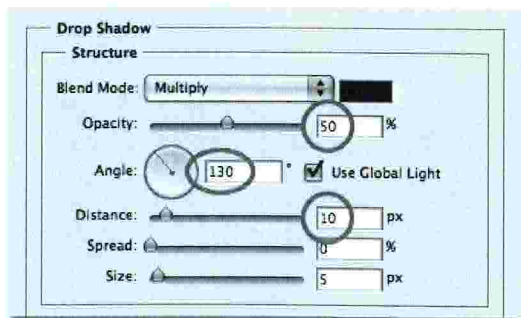 Drop Shadow
Structure
Blend Mode: Multiply
Opacity: 50 %
Angle: 130 ° Use Global Light
Distance: 10 px
Spread: 0 %
Size: 5 px